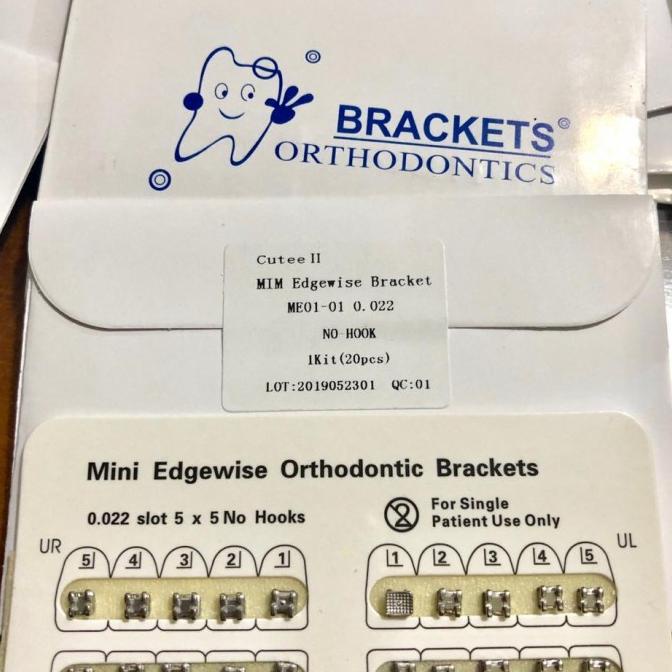 BRACKETS©
ORTHODONTICS
Cutee II
MIM Edgewise Bracket
ME01-01 0.022
NO HOOK
1Kit(20pcs)
LOT:2019052301 QC:01
Mini Edgewise Orthodontic Brackets
0.022 slot 5 x 5 No Hooks
2 For Single
Patient Use Only
UR 5 4 3 2 1
1 2 3 4 5 UL